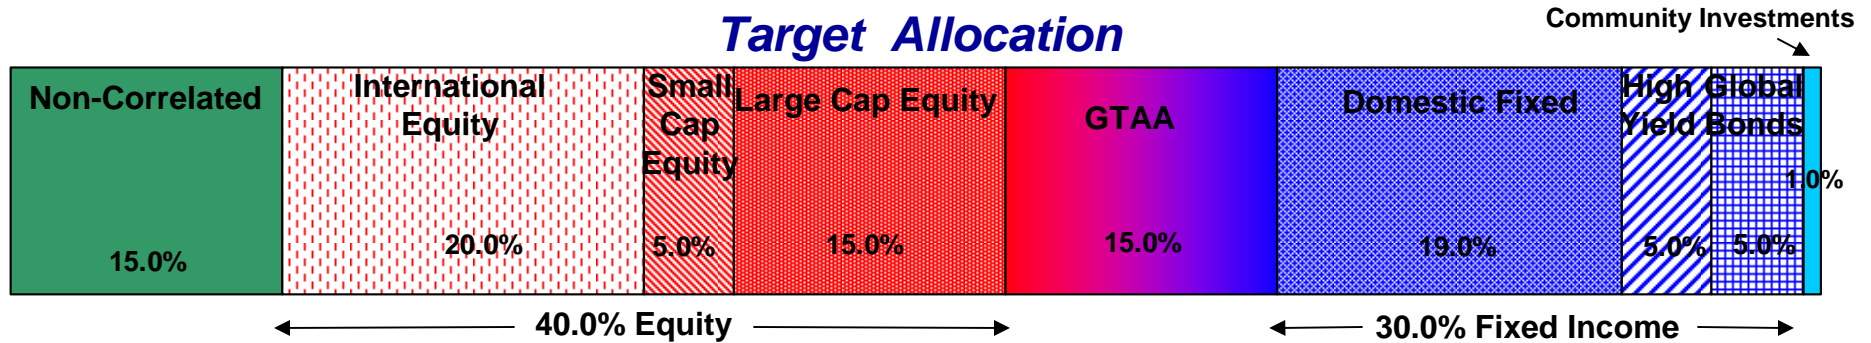 Community Investments
Target Allocation
Non-Correlated
15.0%
International
Equity
20.0%
Small
Cap
Equity
5.0%
Large Cap Equity
15.0%
GTAA
15.0%
Domestic Fixed
19.0%
High
Yield
5.0%
Global
Bonds
5.0%
1.0%
40.0% Equity
30.0% Fixed Income